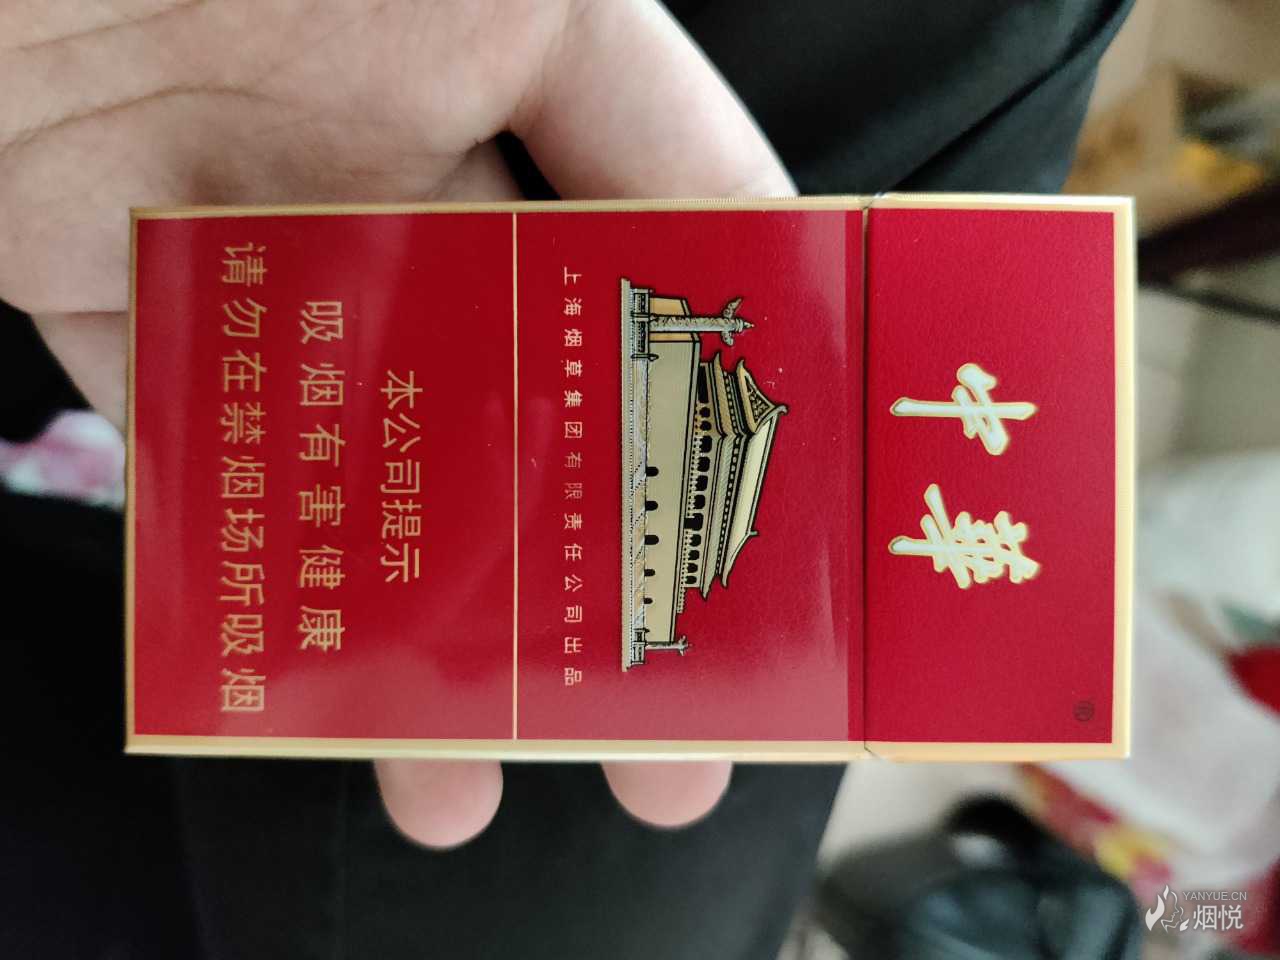 中華
®
上海烟草集团有限责任公司出品
本公司提示
吸烟有害健康
请勿在禁烟场所吸烟
YANYUE.CN
烟悦